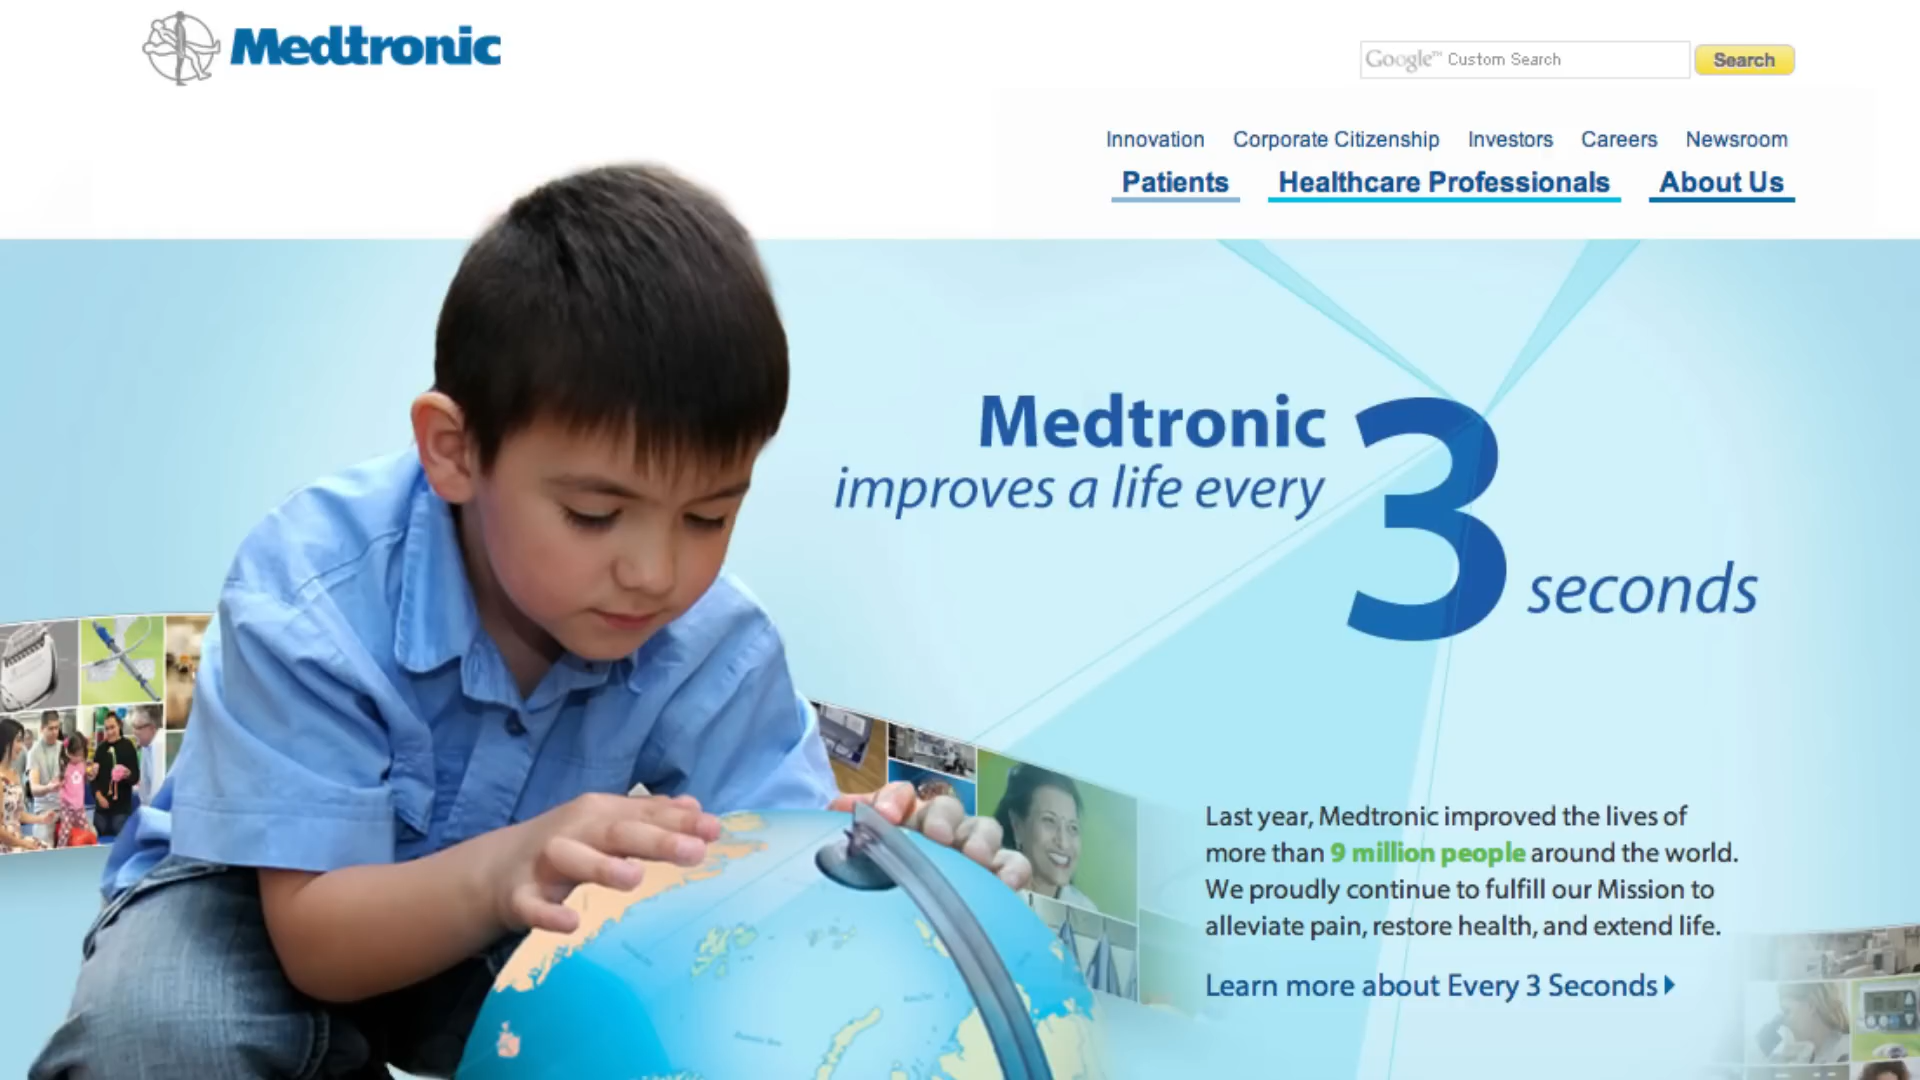 Medtronic
Google™ Custom Search
Search
Innovation Corporate Citizenship Investors Careers Newsroom
Patients Healthcare Professionals About Us
Medtronic
improves a life every
3
seconds
Last year, Medtronic improved the lives of
more than 9 million people around the world.
We proudly continue to fulfill our Mission to
alleviate pain, restore health, and extend life.
Learn more about Every 3 Seconds